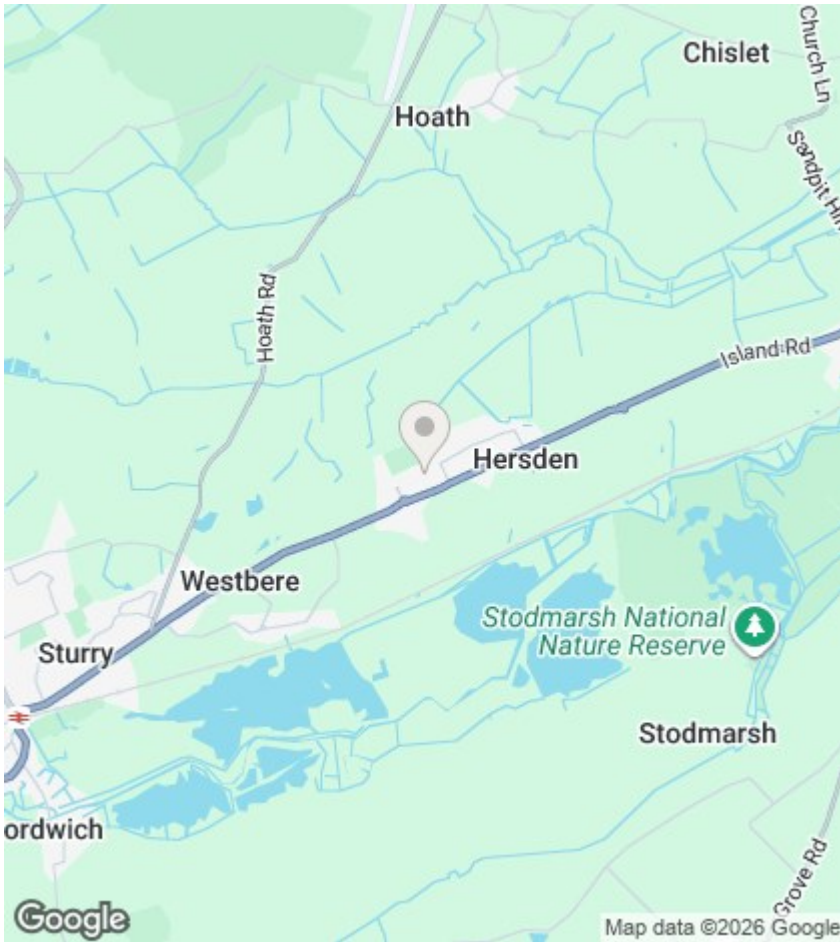 Church Ln
Chislet
Hoath
Sandpit Hill
Hoath Rd
Island Rd
Hersden
Westbere
Stodmarsh National
Nature Reserve
Sturry
Stodmarsh
ordwich
Grove Rd
Google
Map data ©2026 Google